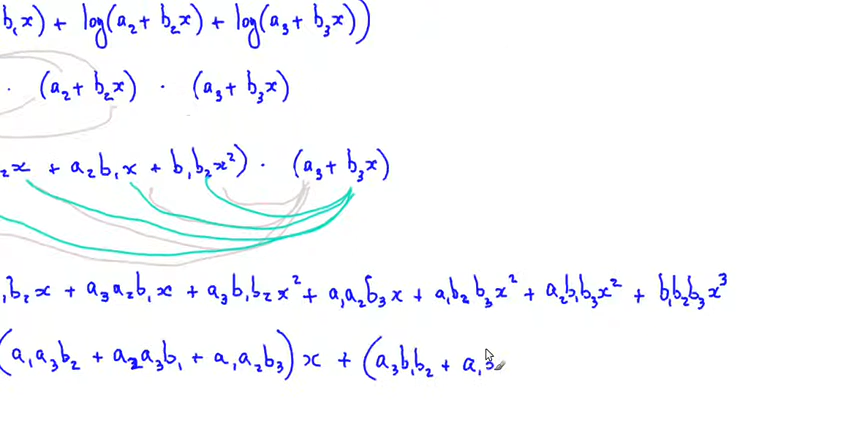 b₁x) + log(a₂ + b₂x) + log(a₃ + b₃x))
· (a₂ + b₂x) · (a₃ + b₃x)
₂x + a₂b₁x + b₁b₂x²) · (a₃ + b₃x)
₁b₂x + a₃a₂b₁x + a₃b₁b₂x² + a₁a₂b₃x + a₁b₂b₃x² + a₂b₁b₃x² + b₁b₂b₃x³
(a₁a₃b₂ + a₂a₃b₁ + a₁a₂b₃)x + (a₃b₁b₂ + a₁